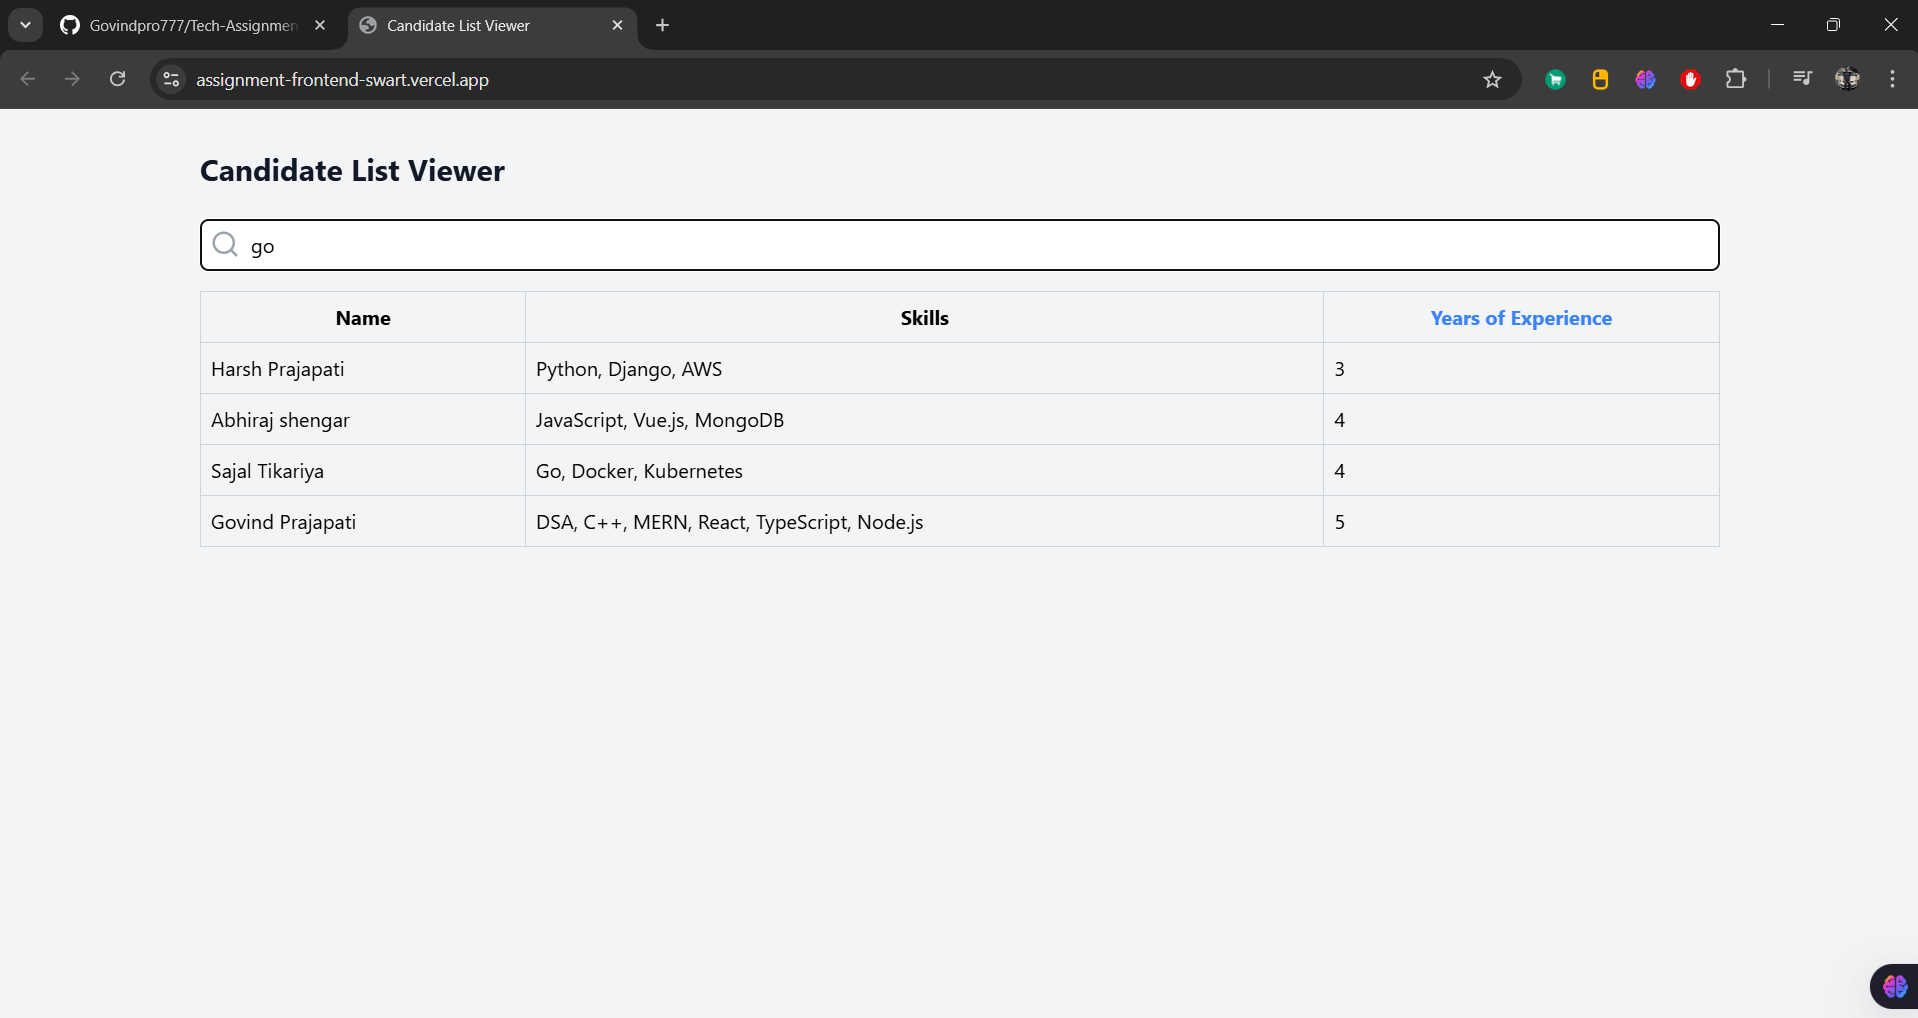 Govindpro777/Tech-Assignmen
Candidate List Viewer
assignment-frontend-swart.vercel.app
Candidate List Viewer
go
Name Skills Years of Experience
Harsh Prajapati Python, Django, AWS 3
Abhiraj shengar JavaScript, Vue.js, MongoDB 4
Sajal Tikariya Go, Docker, Kubernetes 4
Govind Prajapati DSA, C++, MERN, React, TypeScript, Node.js 5